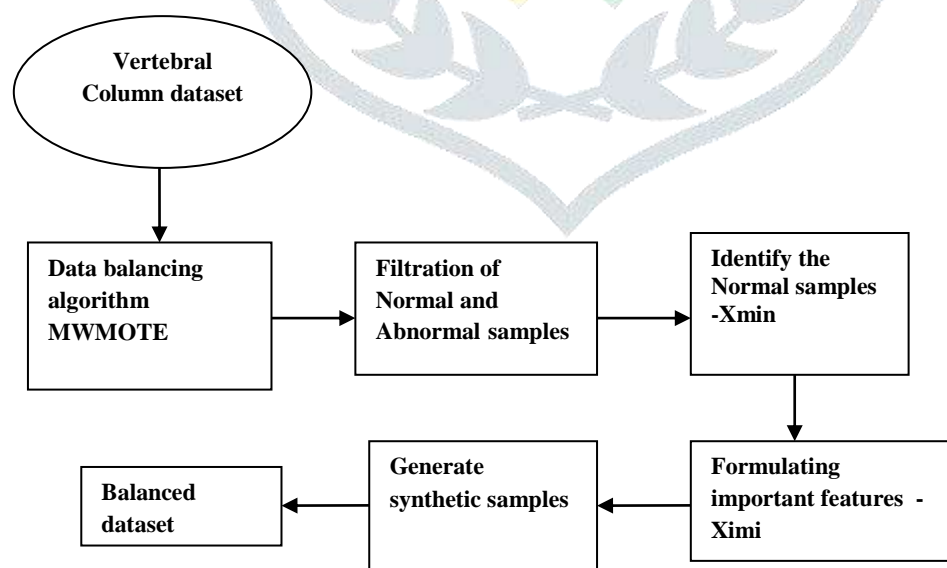 Vertebral
Column dataset
Data balancing
algorithm
MWMOTE
Filtration of
Normal and
Abnormal samples
Identify the
Normal samples
-Xmin
Formulating
important features -
Ximi
Generate
synthetic samples
Balanced
dataset